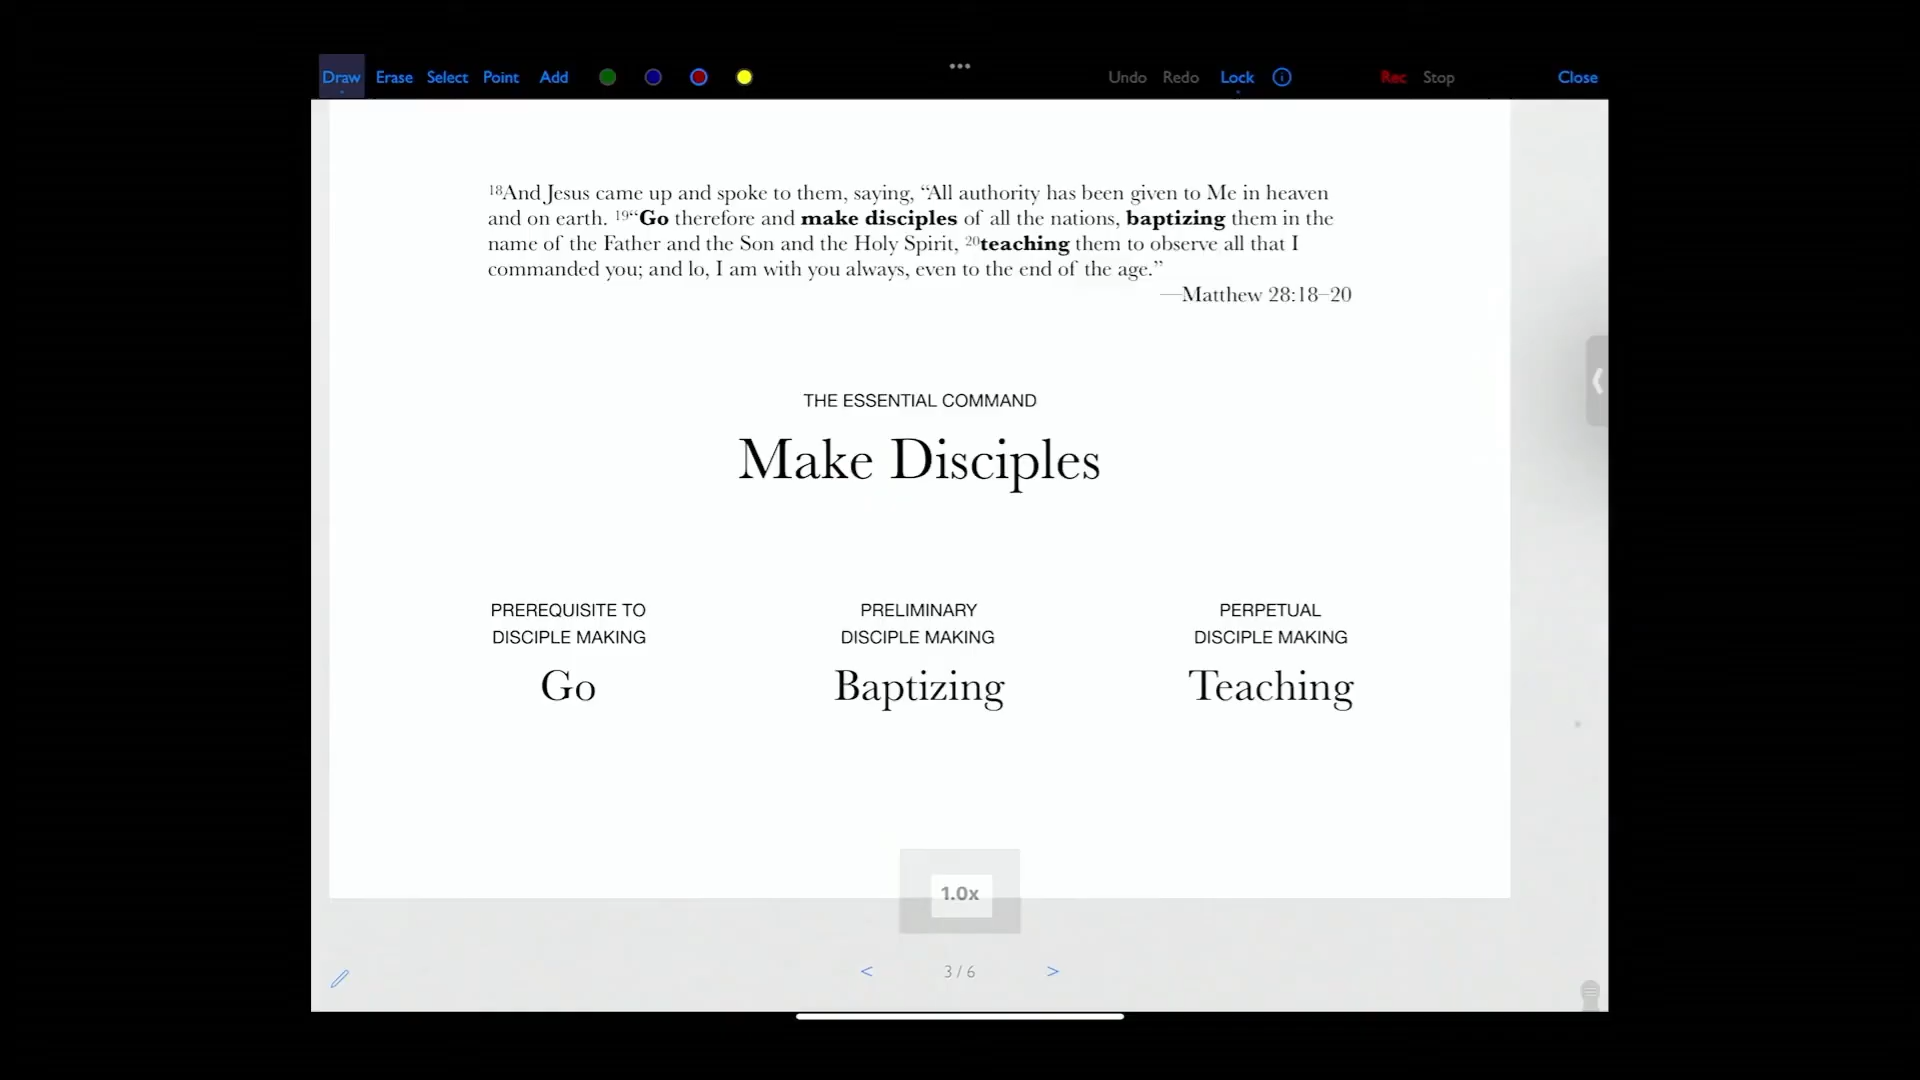 Draw Erase Select Point Add Undo Redo Lock Rec Stop Close
18And Jesus came up and spoke to them, saying, “All authority has been given to Me in heaven
and on earth. 19“Go therefore and make disciples of all the nations, baptizing them in the
name of the Father and the Son and the Holy Spirit, 20teaching them to observe all that I
commanded you; and lo, I am with you always, even to the end of the age.”
—Matthew 28:18–20
THE ESSENTIAL COMMAND
Make Disciples
PREREQUISITE TO
DISCIPLE MAKING
Go
PRELIMINARY
DISCIPLE MAKING
Baptizing
PERPETUAL
DISCIPLE MAKING
Teaching
1.0x
< 3 / 6 >